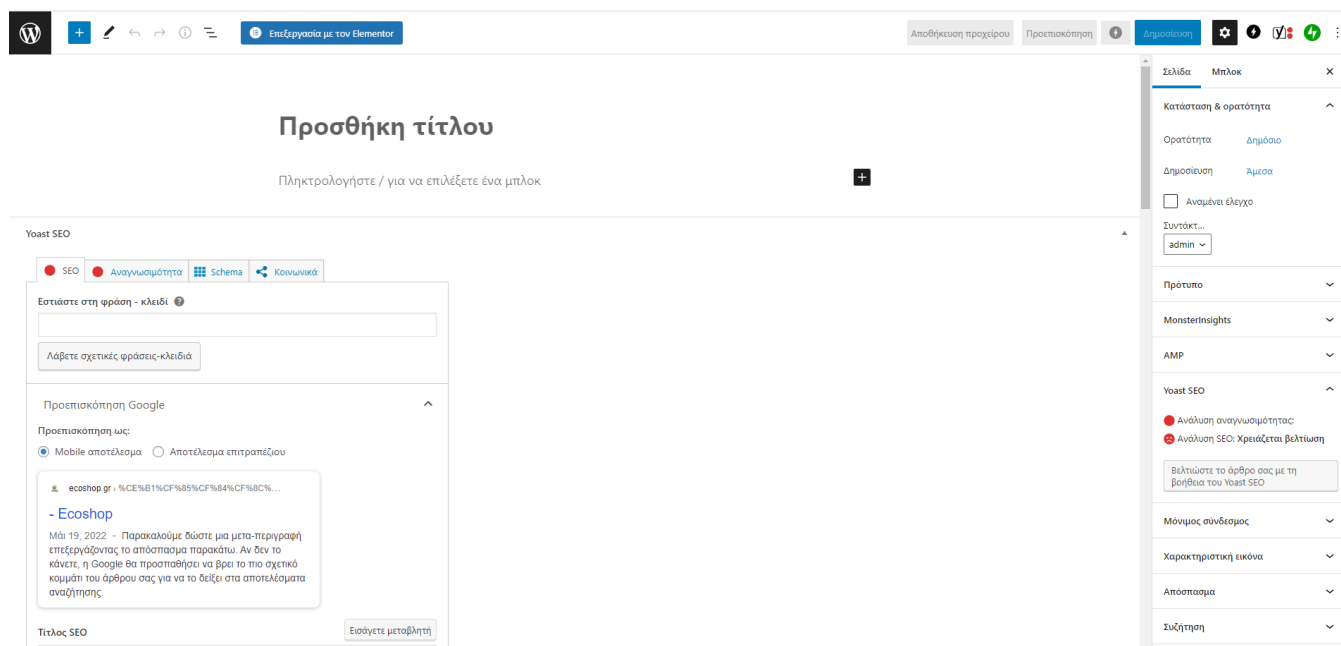 Επεξεργασία με τον Elementor
Αποθήκευση προχείρου
Προεπισκόπηση
Δημοσίευση
Προσθήκη τίτλου
Πληκτρολογήστε / για να επιλέξετε ένα μπλοκ
Yoast SEO
SEO
Αναγνωσιμότητα
Schema
Κοινωνικά
Εστιάστε στη φράση - κλειδί
Λάβετε σχετικές φράσεις-κλειδιά
Προεπισκόπηση Google
Προεπισκόπηση ως:
Mobile αποτέλεσμα
Αποτέλεσμα επιτραπέζιου
ecoshop.gr › %CE%B1%CF%85%CF%84%CF%8C%...
- Ecoshop
Μάι 19, 2022 - Παρακαλούμε δώστε μια μετα-περιγραφή
επεξεργάζοντας το απόσπασμα παρακάτω. Αν δεν το
κάνετε, η Google θα προσπαθήσει να βρει το πιο σχετικό
κομμάτι του άρθρου σας για να το δείξει στα αποτελέσματα
αναζήτησης.
Τίτλος SEO
Εισάγετε μεταβλητή
Σελίδα
Μπλοκ
Κατάσταση & ορατότητα
Ορατότητα
Δημόσιο
Δημοσίευση
Άμεσα
Αναμένει έλεγχο
Συντάκτ...
admin
Πρότυπο
MonsterInsights
AMP
Yoast SEO
Ανάλυση αναγνωσιμότητας:
Ανάλυση SEO: Χρειάζεται βελτίωση
Βελτιώστε το άρθρο σας με τη
βοήθεια του Yoast SEO
Μόνιμος σύνδεσμος
Χαρακτηριστική εικόνα
Απόσπασμα
Συζήτηση